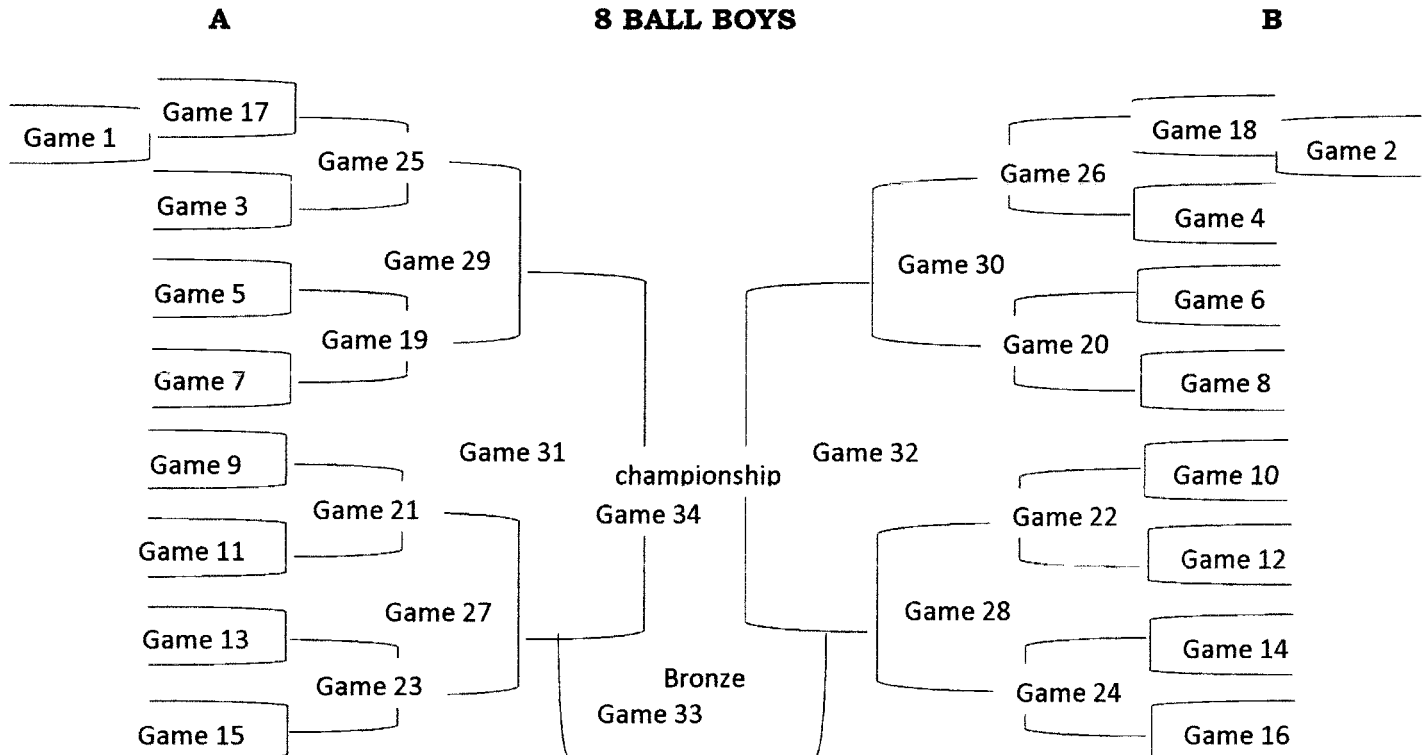 A 8 BALL BOYS B
Game 17
Game 1
Game 25
Game 3
Game 29
Game 5
Game 19
Game 7
Game 9
Game 31
Game 21
Game 11
Game 27
Game 13
Game 23
Game 15
championship
Game 34
Bronze
Game 33
Game 18
Game 2
Game 26
Game 4
Game 30
Game 6
Game 20
Game 8
Game 32
Game 10
Game 22
Game 12
Game 28
Game 14
Game 24
Game 16